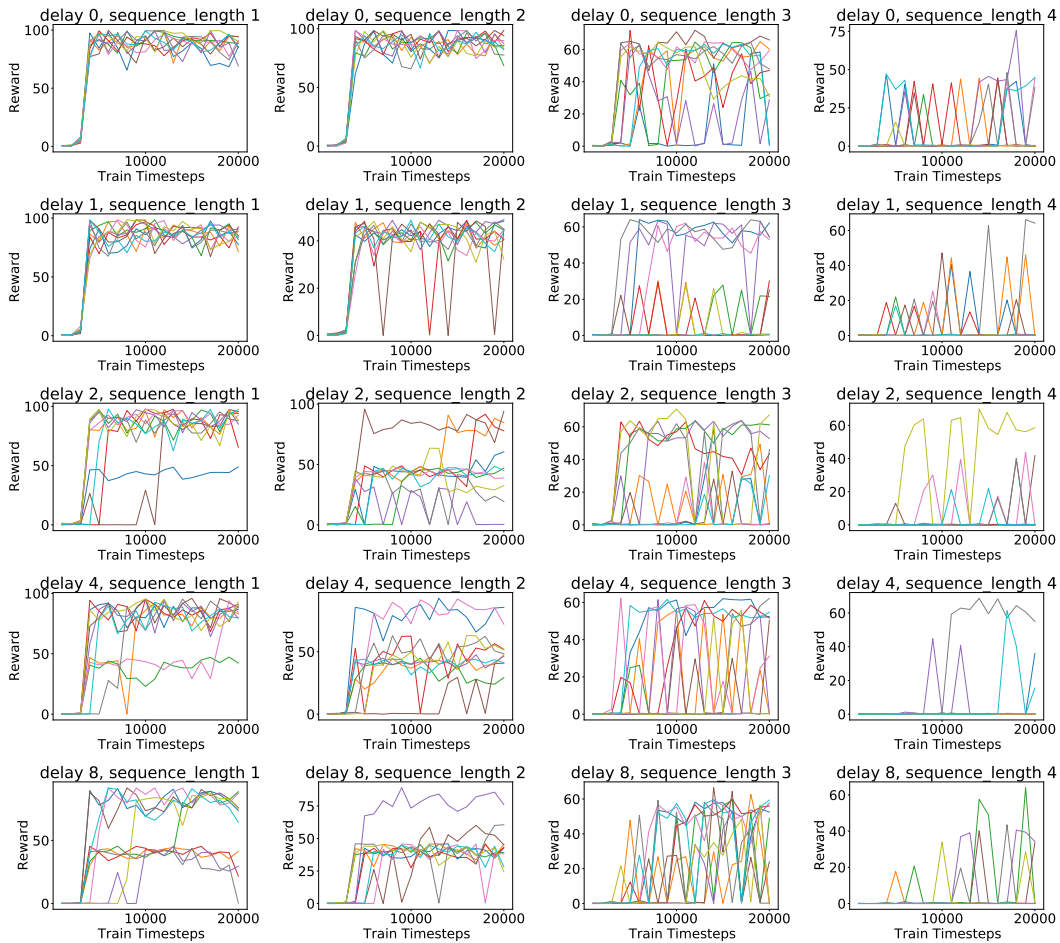 delay 0, sequence_length 1
100
50
0
Reward
10000
20000
Train Timesteps
delay 0, sequence_length 2
100
50
0
Reward
10000
20000
Train Timesteps
delay 0, sequence_length 3
60
40
20
0
Reward
10000
20000
Train Timesteps
delay 0, sequence_length 4
75
50
25
0
Reward
10000
20000
Train Timesteps
delay 1, sequence_length 1
100
50
0
Reward
10000
20000
Train Timesteps
delay 1, sequence_length 2
40
20
0
Reward
10000
20000
Train Timesteps
delay 1, sequence_length 3
60
40
20
0
Reward
10000
20000
Train Timesteps
delay 1, sequence_length 4
60
40
20
0
Reward
10000
20000
Train Timesteps
delay 2, sequence_length 1
100
50
0
Reward
10000
20000
Train Timesteps
delay 2, sequence_length 2
100
50
0
Reward
10000
20000
Train Timesteps
delay 2, sequence_length 3
60
40
20
0
Reward
10000
20000
Train Timesteps
delay 2, sequence_length 4
60
40
20
0
Reward
10000
20000
Train Timesteps
delay 4, sequence_length 1
100
50
0
Reward
10000
20000
Train Timesteps
delay 4, sequence_length 2
50
0
Reward
10000
20000
Train Timesteps
delay 4, sequence_length 3
60
40
20
0
Reward
10000
20000
Train Timesteps
delay 4, sequence_length 4
60
40
20
0
Reward
10000
20000
Train Timesteps
delay 8, sequence_length 1
50
0
Reward
10000
20000
Train Timesteps
delay 8, sequence_length 2
75
50
25
0
Reward
10000
20000
Train Timesteps
delay 8, sequence_length 3
60
40
20
0
Reward
10000
20000
Train Timesteps
delay 8, sequence_length 4
60
40
20
0
Reward
10000
20000
Train Timesteps